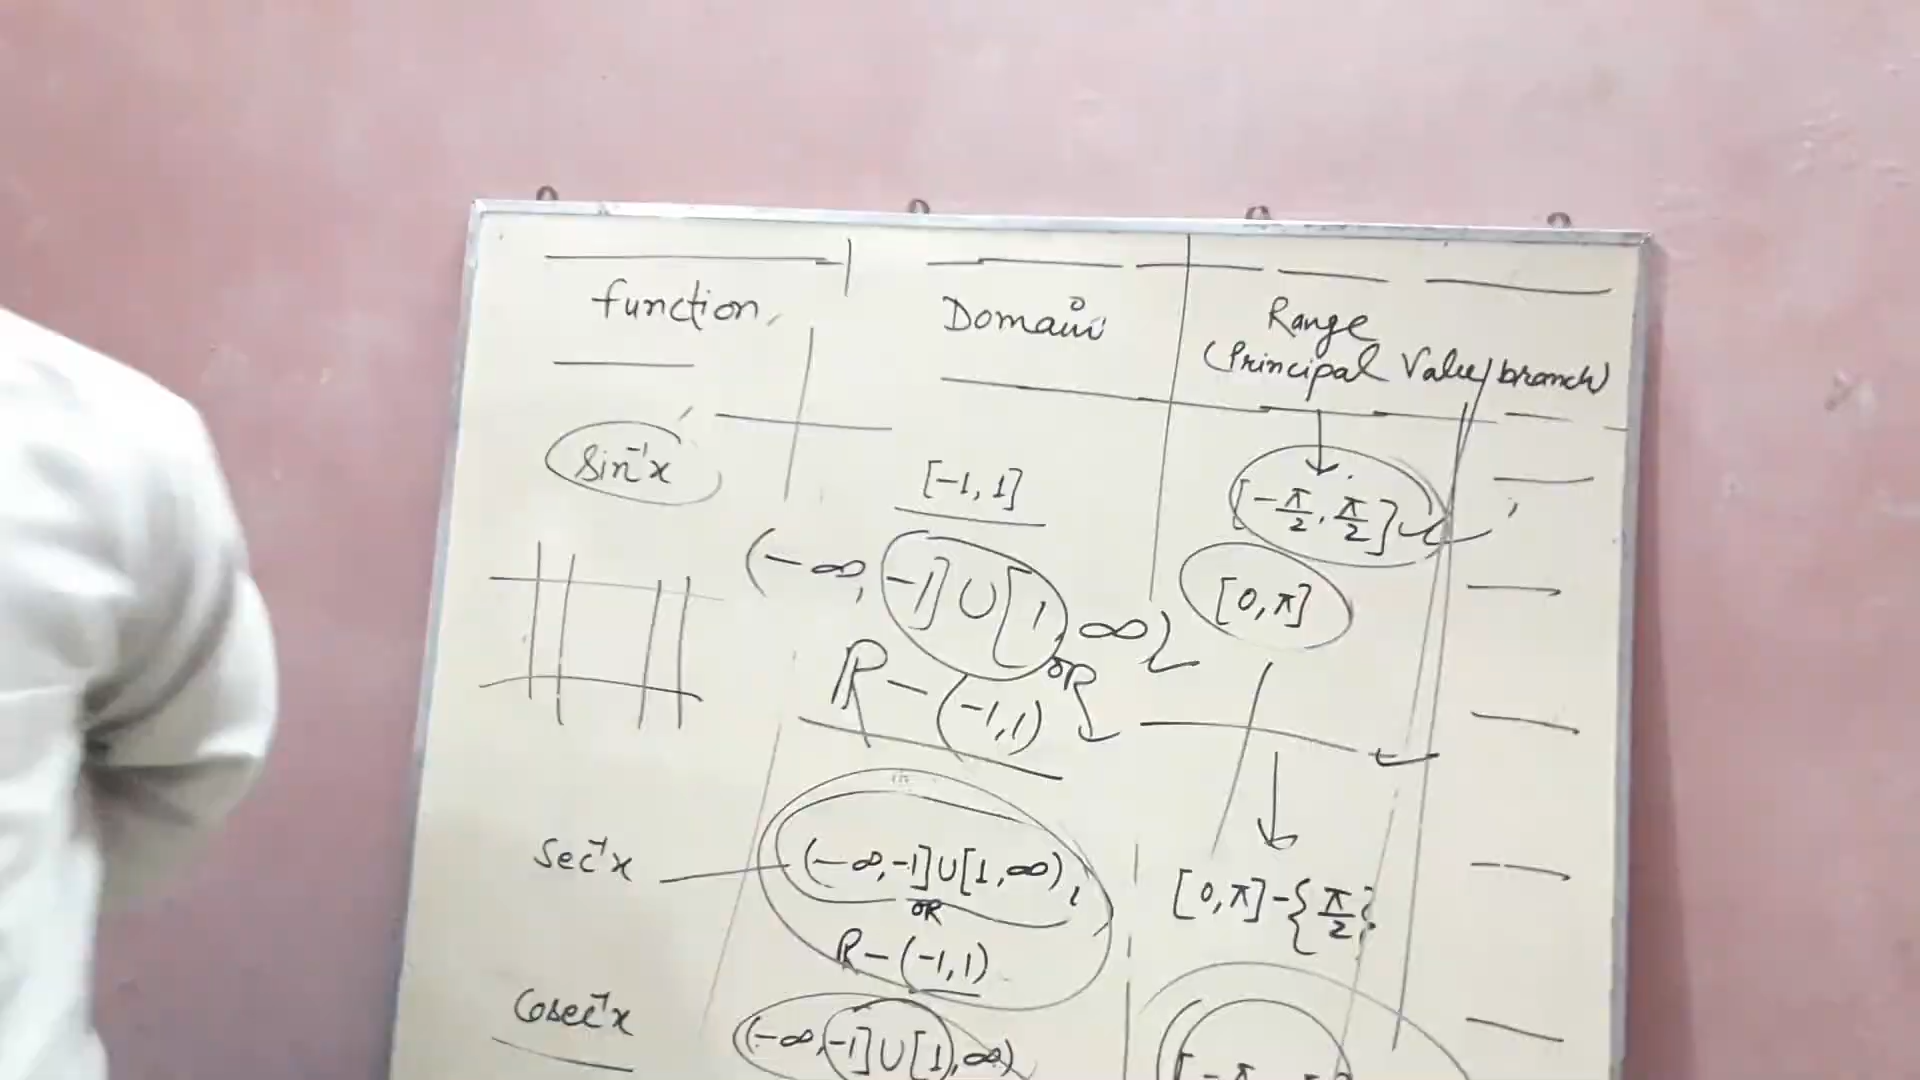 function Domain Range
(Principal Value/branch)
sin⁻¹x [-1, 1] [-π/2, π/2]
(-∞, -1]∪[1, ∞) [0, π]
OR
R-(-1,1)
sec⁻¹x (-∞,-1]∪[1,∞), [0,π]-{π/2}
OR
R-(-1,1)
cosec⁻¹x (-∞,-1]∪[1,∞)